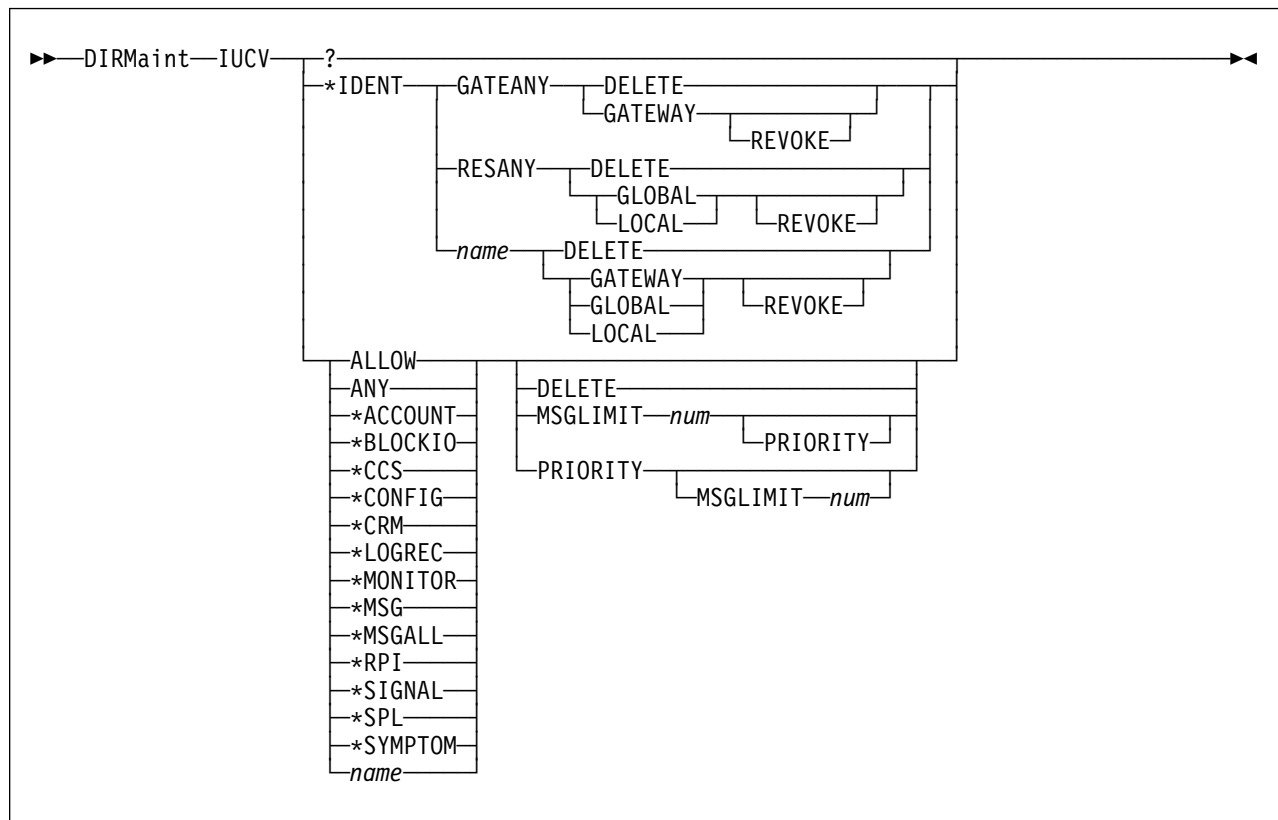 DIRMaint IUCV ?
*IDENT GATEANY DELETE
GATEWAY
REVOKE
RESANY DELETE
GLOBAL
LOCAL REVOKE
name DELETE
GATEWAY
GLOBAL REVOKE
LOCAL
ALLOW
ANY DELETE
*ACCOUNT MSGLIMIT num
*BLOCKIO PRIORITY
*CCS PRIORITY
*CONFIG MSGLIMIT num
*CRM
*LOGREC
*MONITOR
*MSG
*MSGALL
*RPI
*SIGNAL
*SPL
*SYMPTOM
name